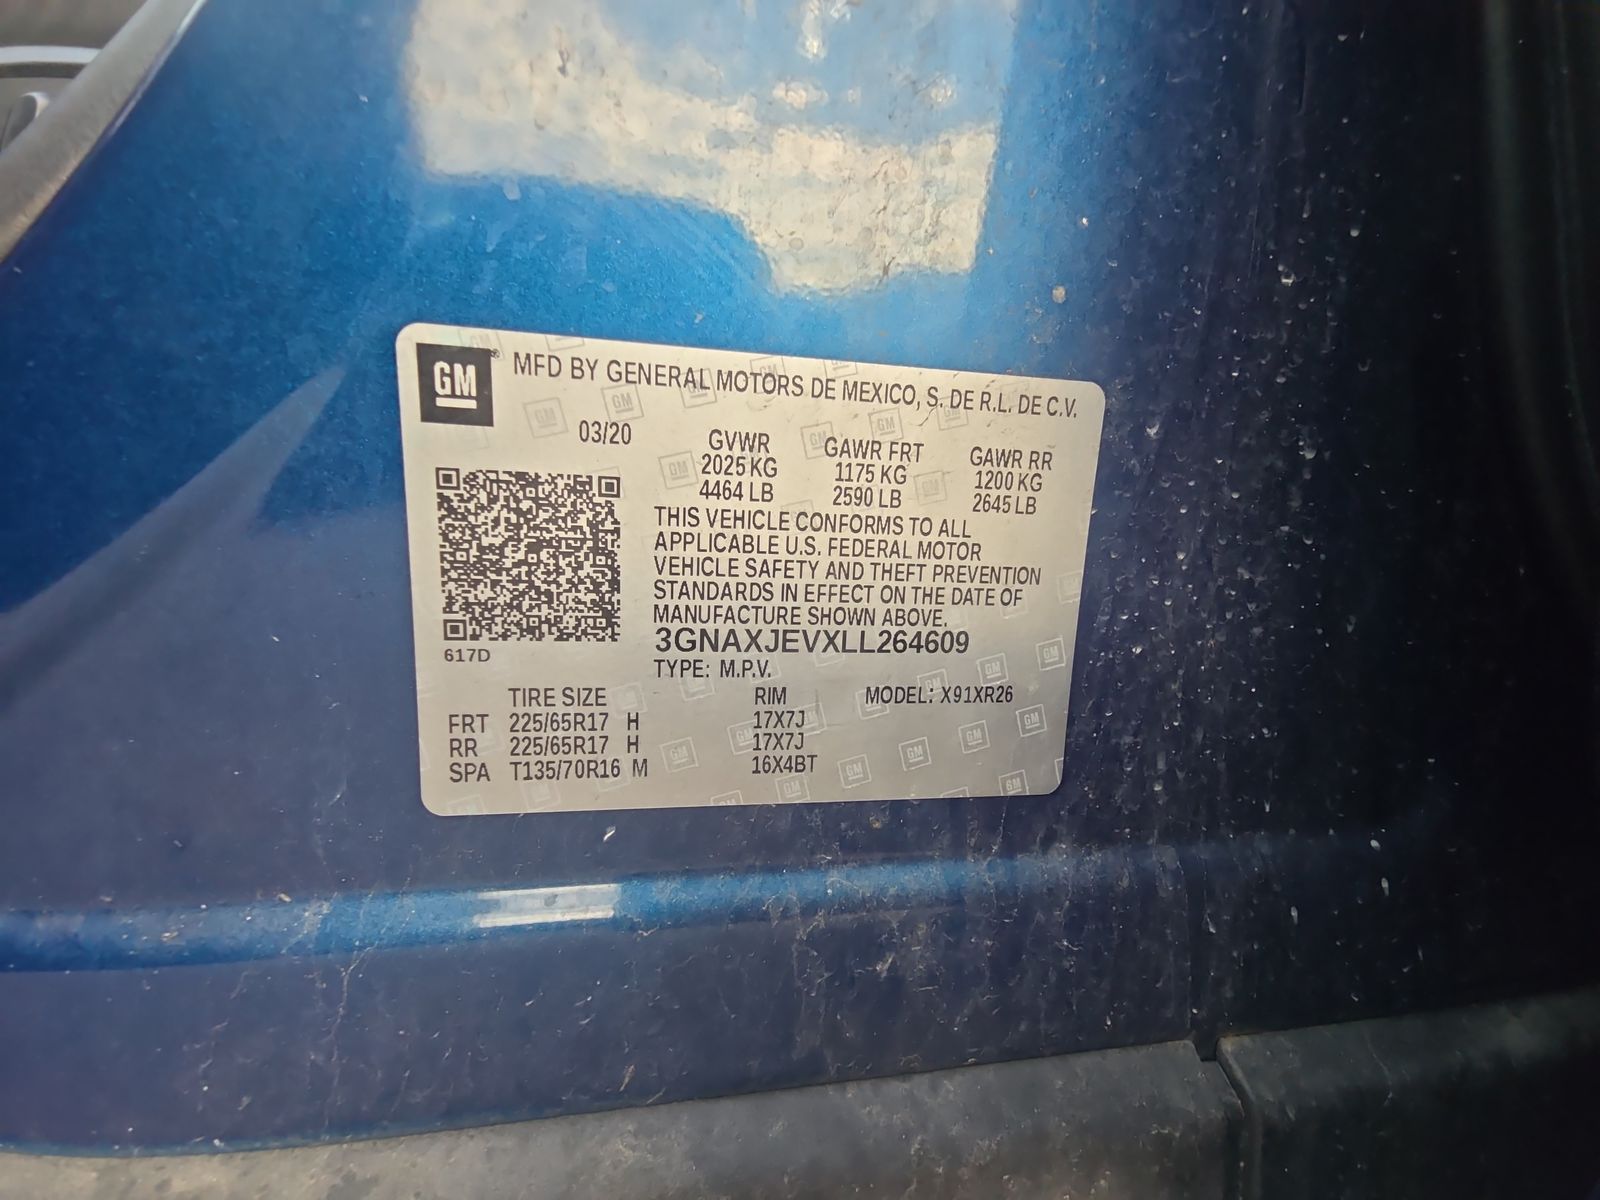 GM® MFD BY GENERAL MOTORS DE MEXICO, S. DE R.L. DE C.V.
03/20 GVWR GAWR FRT GAWR RR
2025 KG 1175 KG 1200 KG
4464 LB 2590 LB 2645 LB
THIS VEHICLE CONFORMS TO ALL
APPLICABLE U.S. FEDERAL MOTOR
VEHICLE SAFETY AND THEFT PREVENTION
STANDARDS IN EFFECT ON THE DATE OF
MANUFACTURE SHOWN ABOVE.
3GNAXJEVXLL264609
617D
TYPE: M.P.V.
TIRE SIZE RIM MODEL: X91XR26
FRT 225/65R17 H 17X7J
RR 225/65R17 H 17X7J
SPA T135/70R16 M 16X4BT